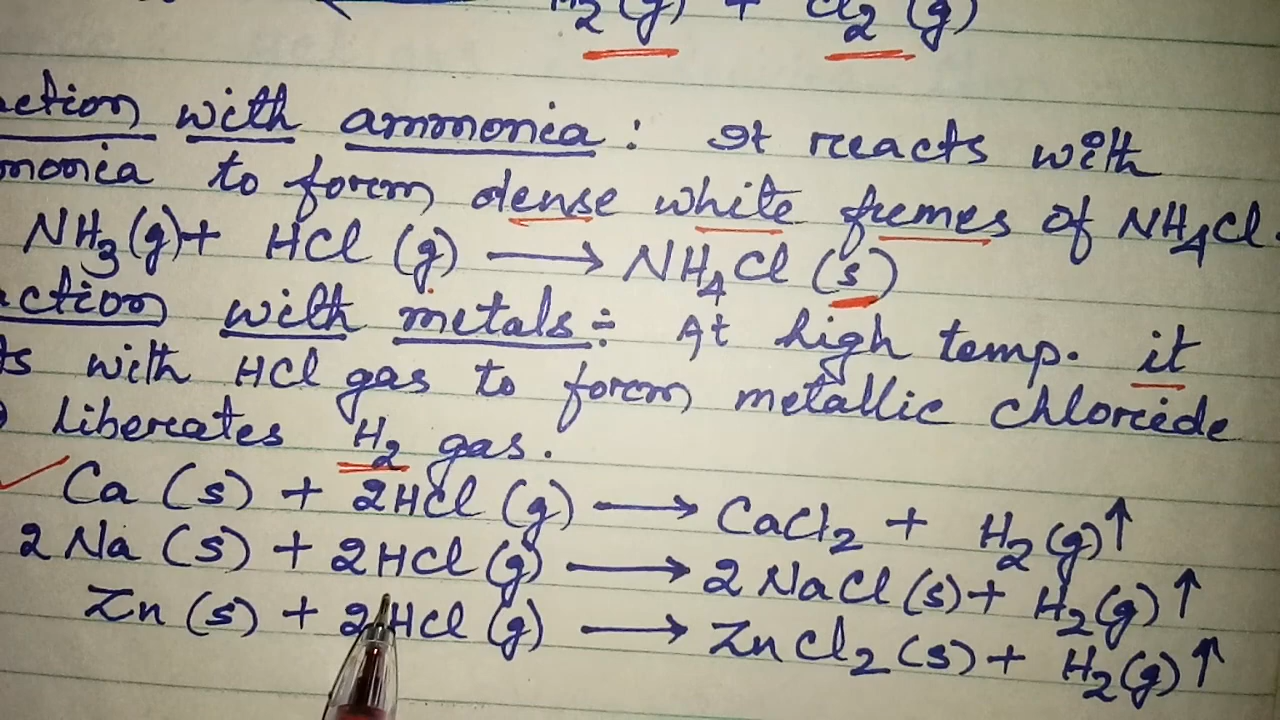 H2(g) + Cl2(g)
action with ammonia: It reacts with
monia to form dense white fumes of NH4Cl.
NH3(g) + HCl (g) → NH4Cl (s)
action with metals:- At high temp. it
ts with HCl gas to form metallic chloride
liberates H2 gas.
Ca (s) + 2HCl (g) → CaCl2 + H2(g)↑
2 Na (s) + 2HCl (g) → 2 NaCl (s) + H2(g)↑
Zn (s) + 2HCl (g) → ZnCl2 (s) + H2(g)↑